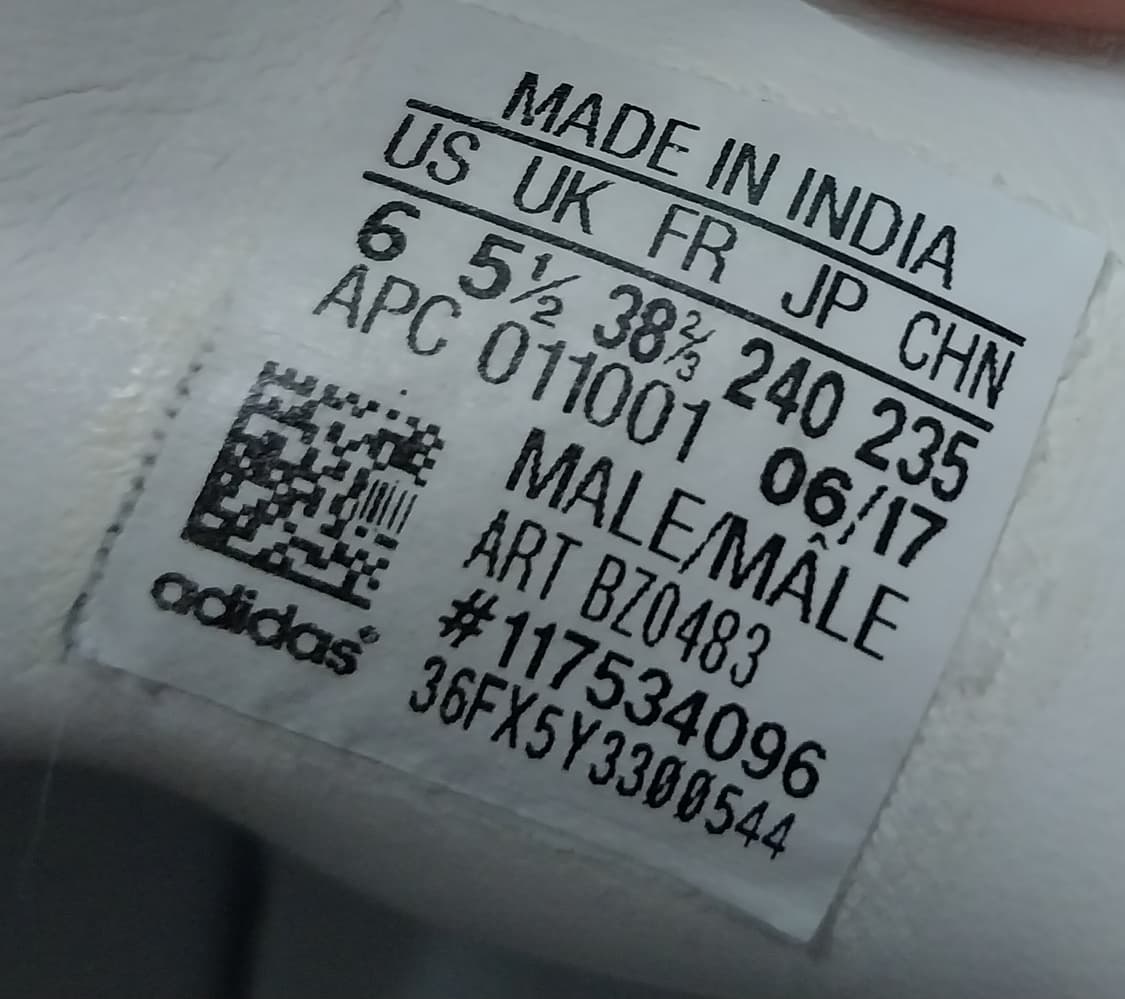 MADE IN INDIA
US UK FR JP CHN
6 5½ 38⅔ 240 235
APC 011001 06/17
MALE/MÂLE
ART BZ0483
#117534096
36FX5Y3300544
adidas®